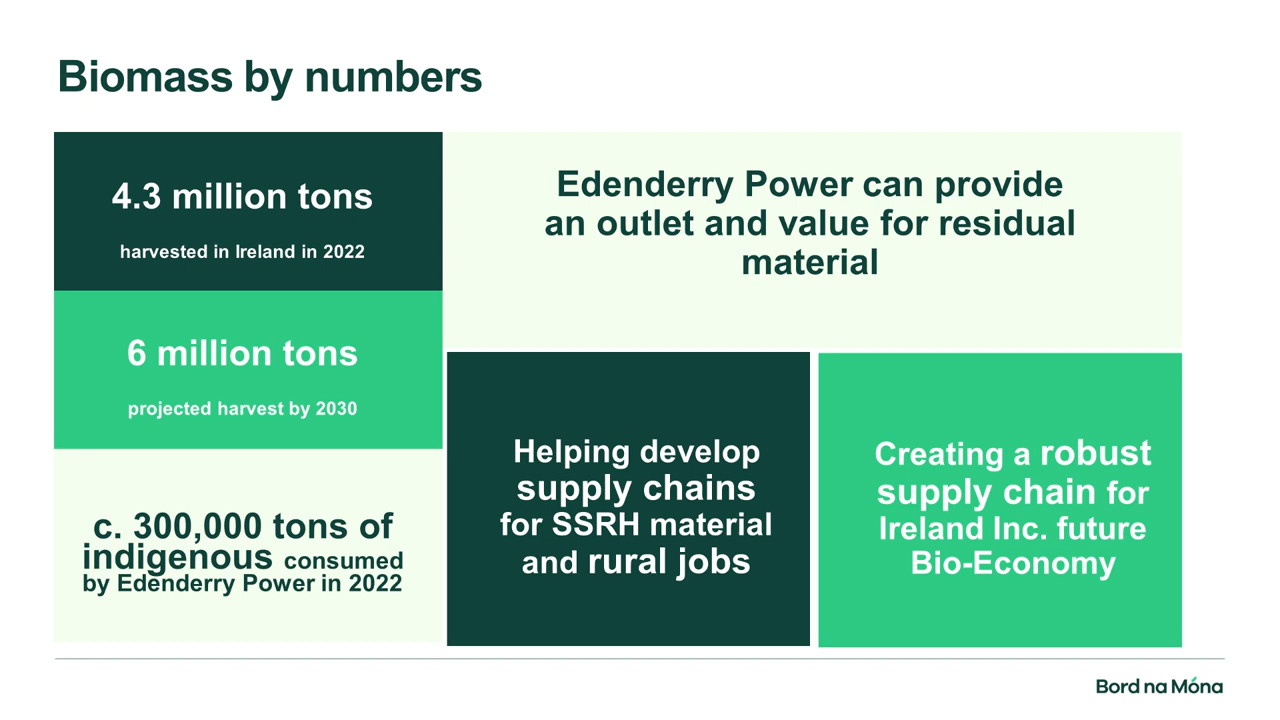 Biomass by numbers
4.3 million tons
harvested in Ireland in 2022
6 million tons
projected harvest by 2030
c. 300,000 tons of
indigenous consumed
by Edenderry Power in 2022
Edenderry Power can provide
an outlet and value for residual
material
Helping develop
supply chains
for SSRH material
and rural jobs
Creating a robust
supply chain for
Ireland Inc. future
Bio-Economy
Bord na Móna